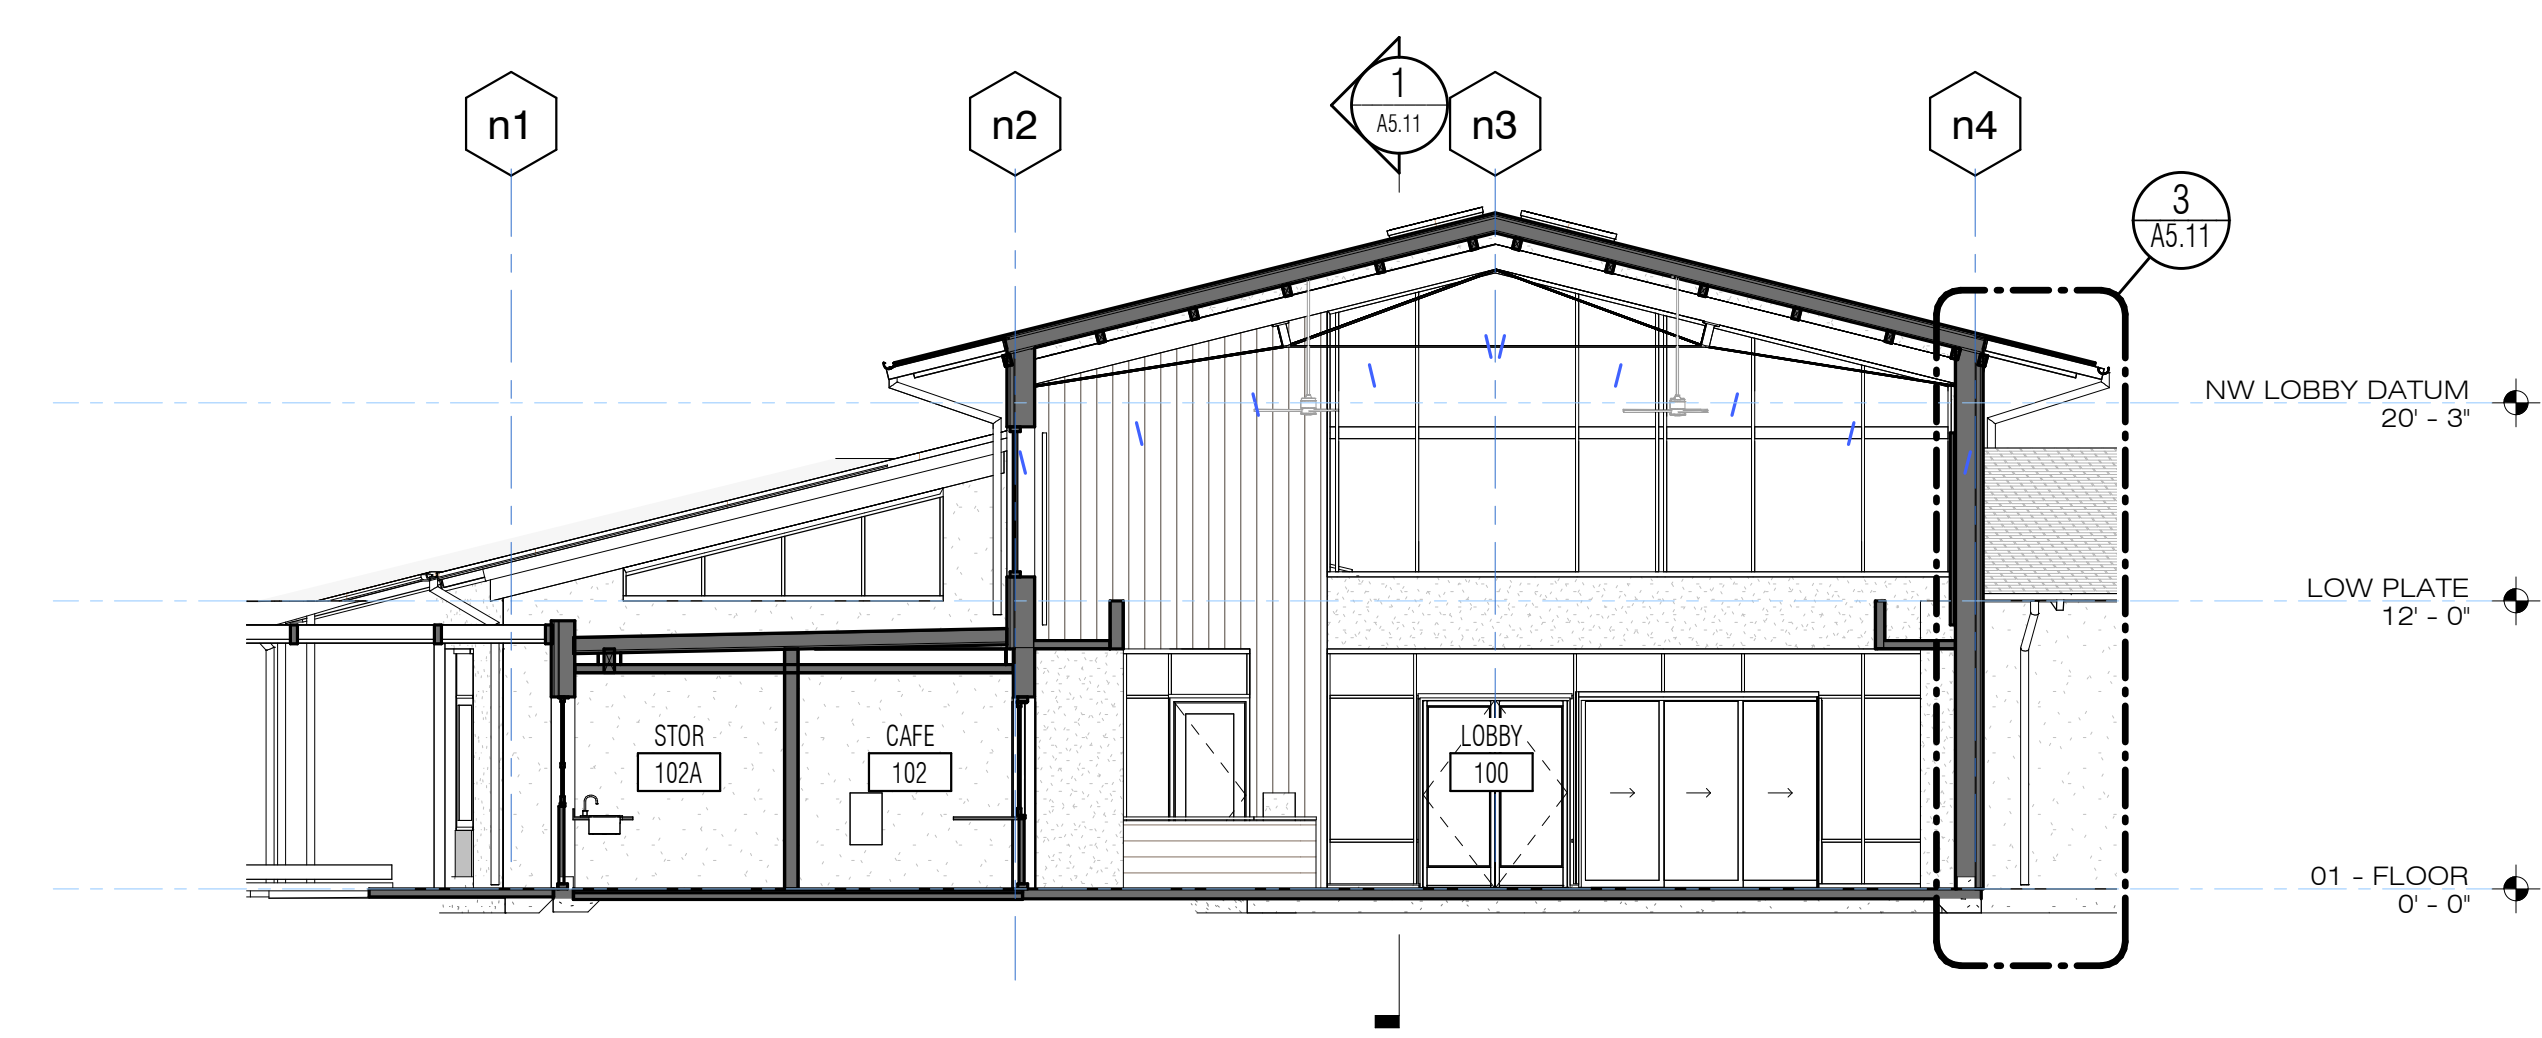 n1
n2
1
A5.11
n3
n4
3
A5.11
NW LOBBY DATUM
20' - 3"
LOW PLATE
12' - 0"
STOR
102A
CAFE
102
LOBBY
100
01 - FLOOR
0' - 0"